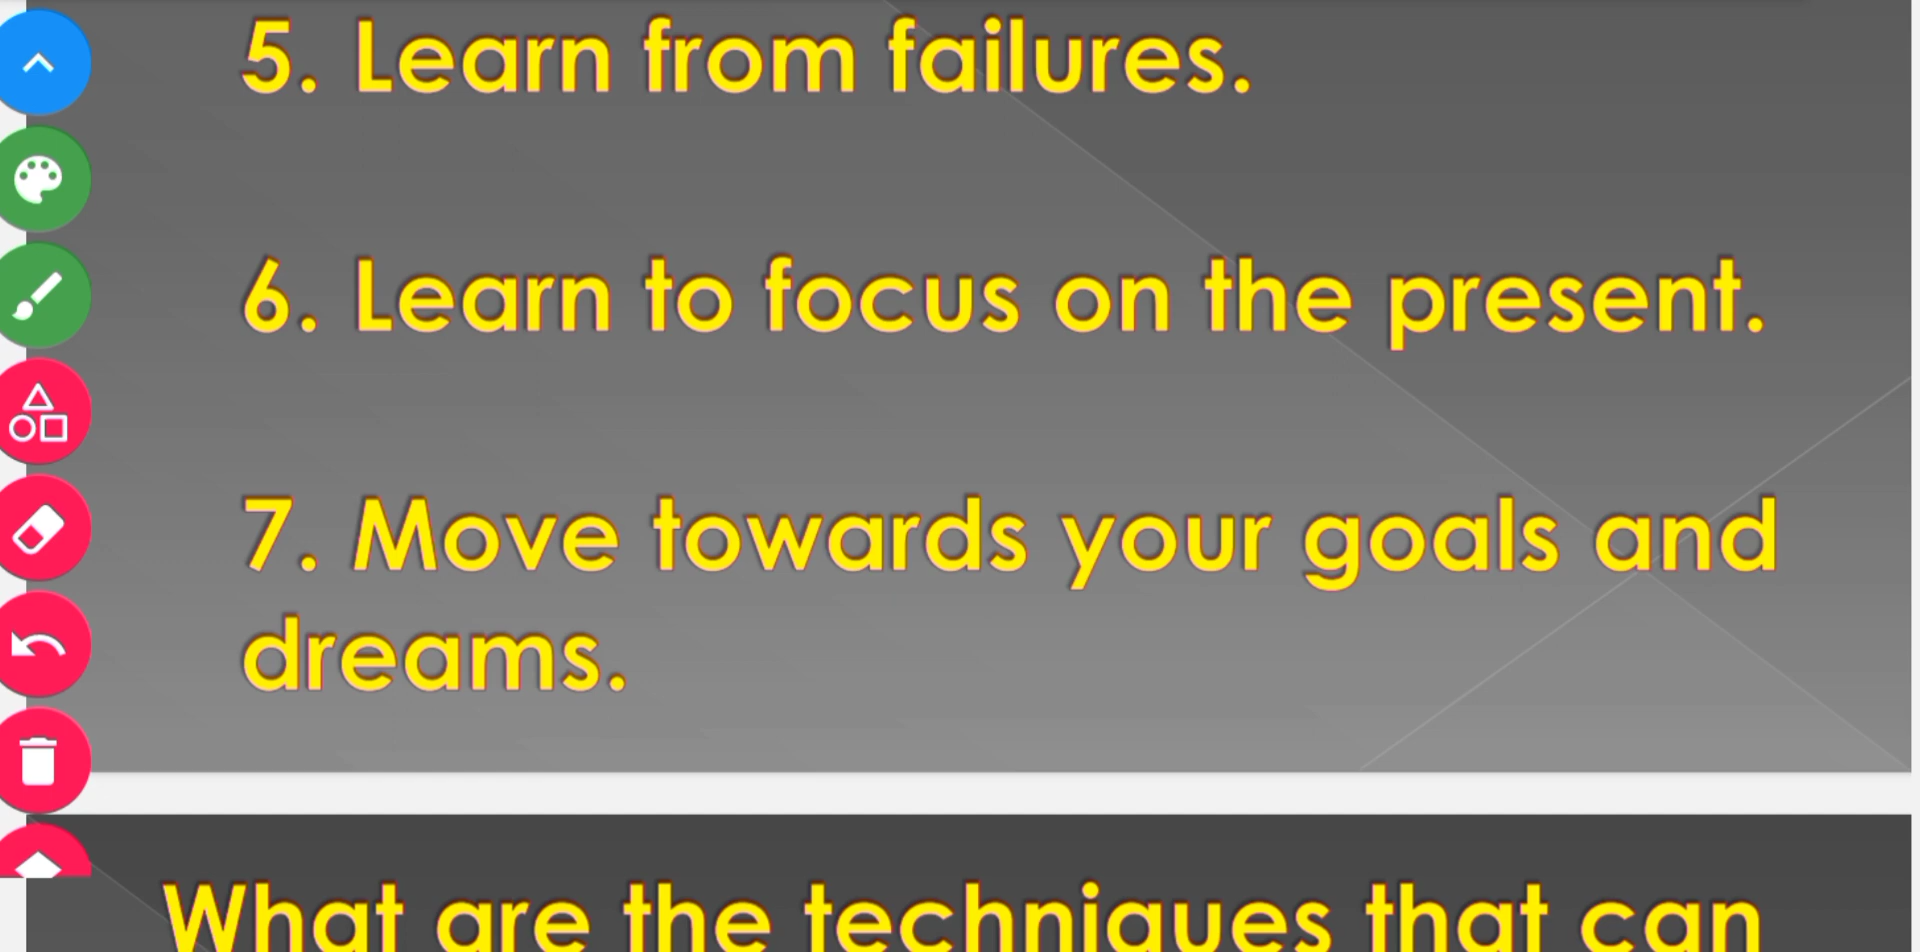 5. Learn from failures.
6. Learn to focus on the present.
7. Move towards your goals and
dreams.
What are the techniques that can